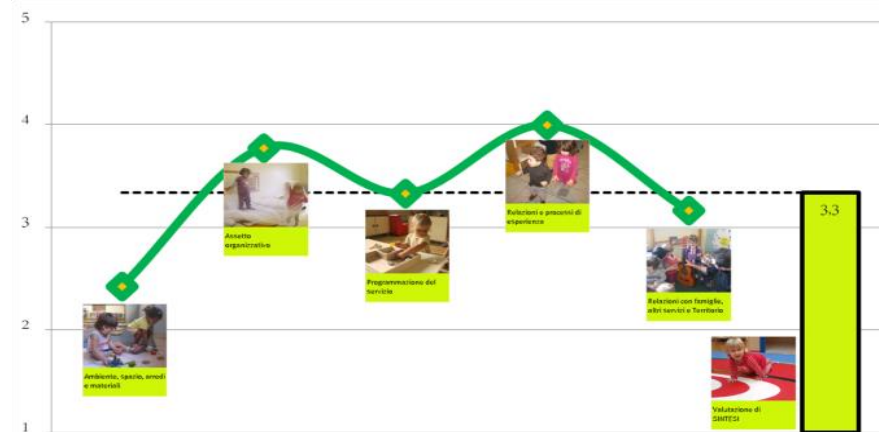 5
4
3
2
1
Ambiente, spazio, arredi
e materiali
Assetto
organizzativo
Programmazione del
servizio
Relazioni e processi di
esperienza
Relazioni con famiglie,
altri servizi e Territorio
Valutazione di
SINTESI
3.3